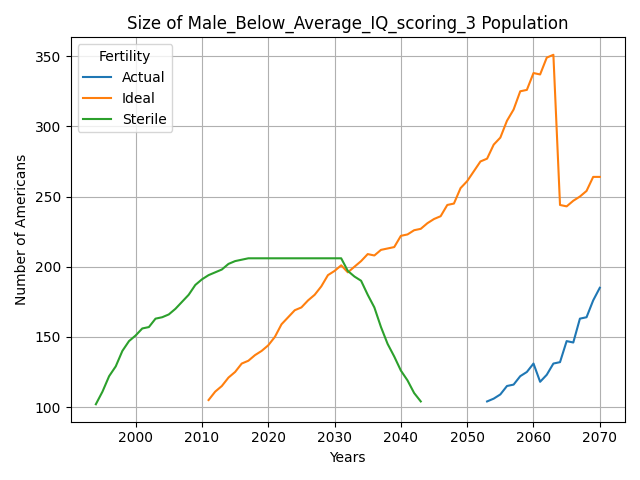 Size of Male_Below_Average_IQ_scoring_3 Population
Fertility
Actual
Ideal
Sterile
350
300
250
200
150
100
Number of Americans
2000 2010 2020 2030 2040 2050 2060 2070
Years